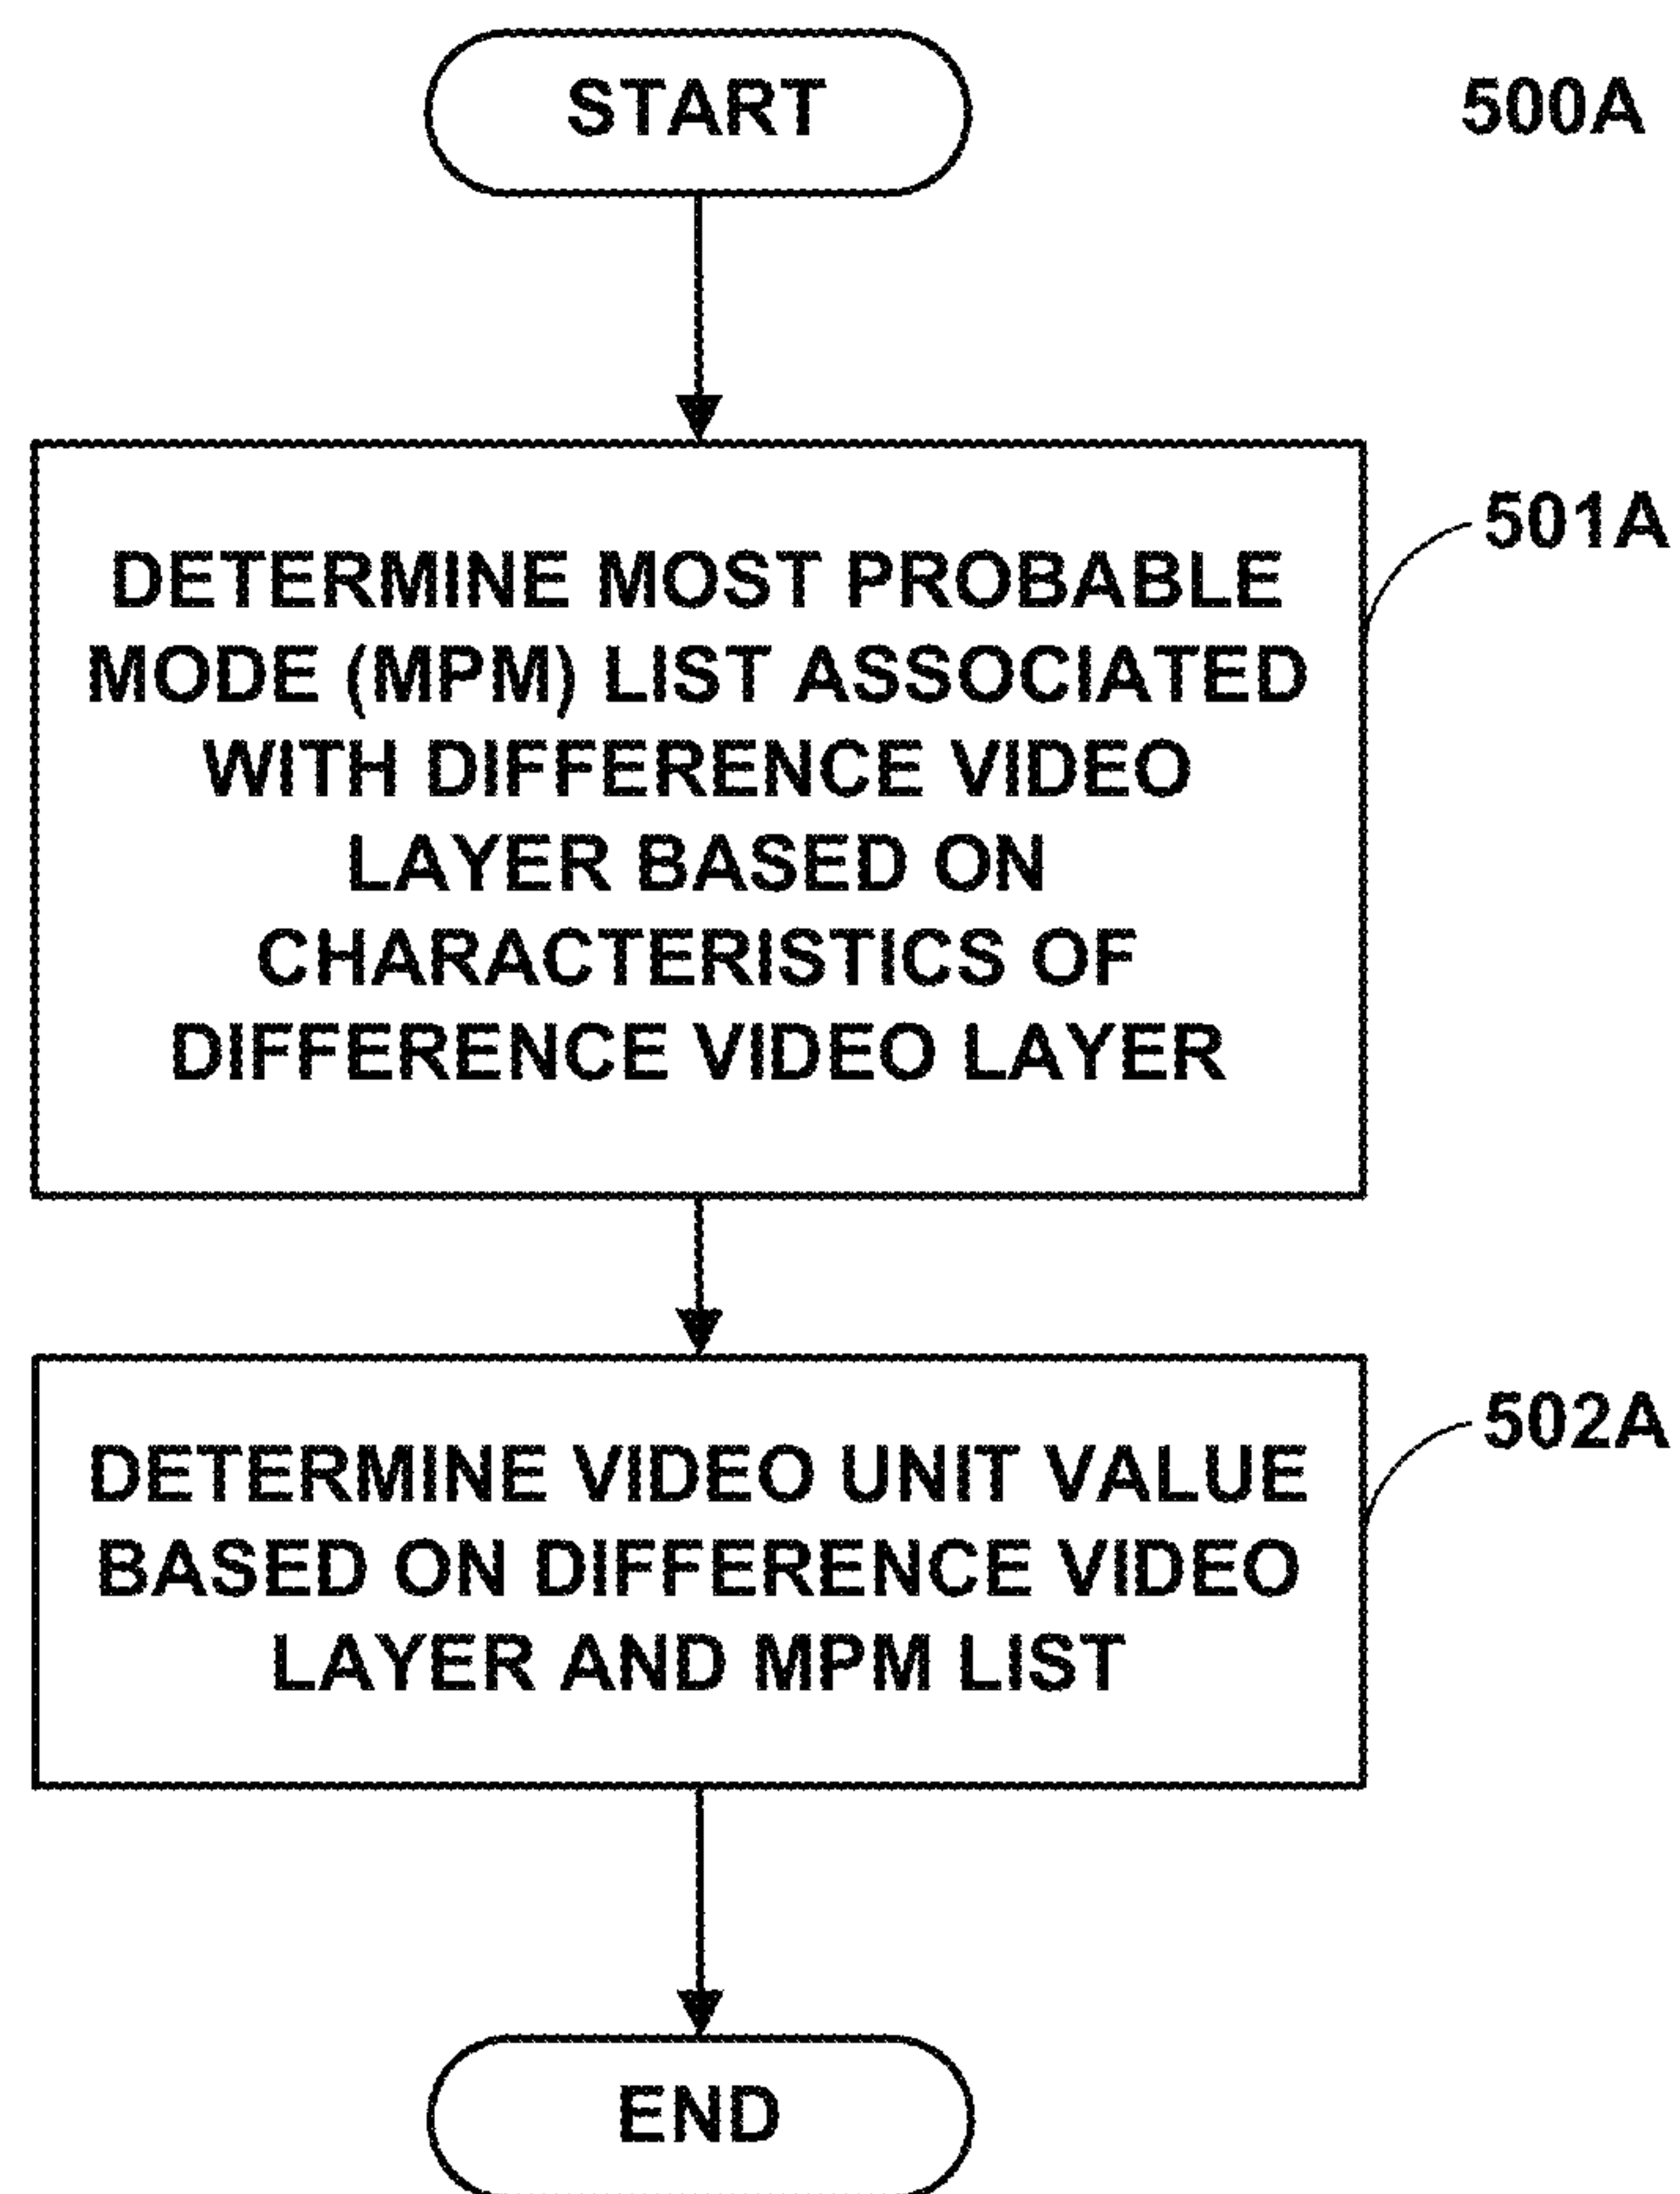 START
500A
DETERMINE MOST PROBABLE
MODE (MPM) LIST ASSOCIATED
WITH DIFFERENCE VIDEO
LAYER BASED ON
CHARACTERISTICS OF
DIFFERENCE VIDEO LAYER
501A
DETERMINE VIDEO UNIT VALUE
BASED ON DIFFERENCE VIDEO
LAYER AND MPM LIST
502A
END